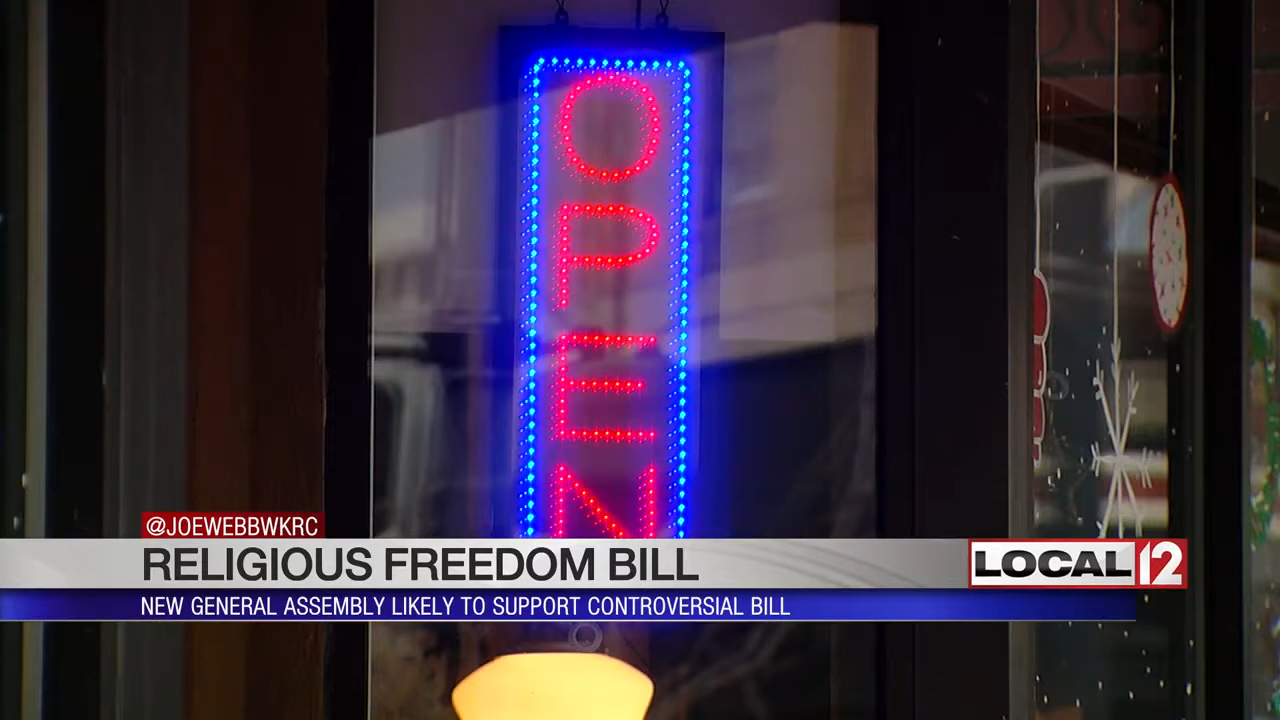 OPEN
@JOEWEBBWKRC
RELIGIOUS FREEDOM BILL
LOCAL 12
NEW GENERAL ASSEMBLY LIKELY TO SUPPORT CONTROVERSIAL BILL